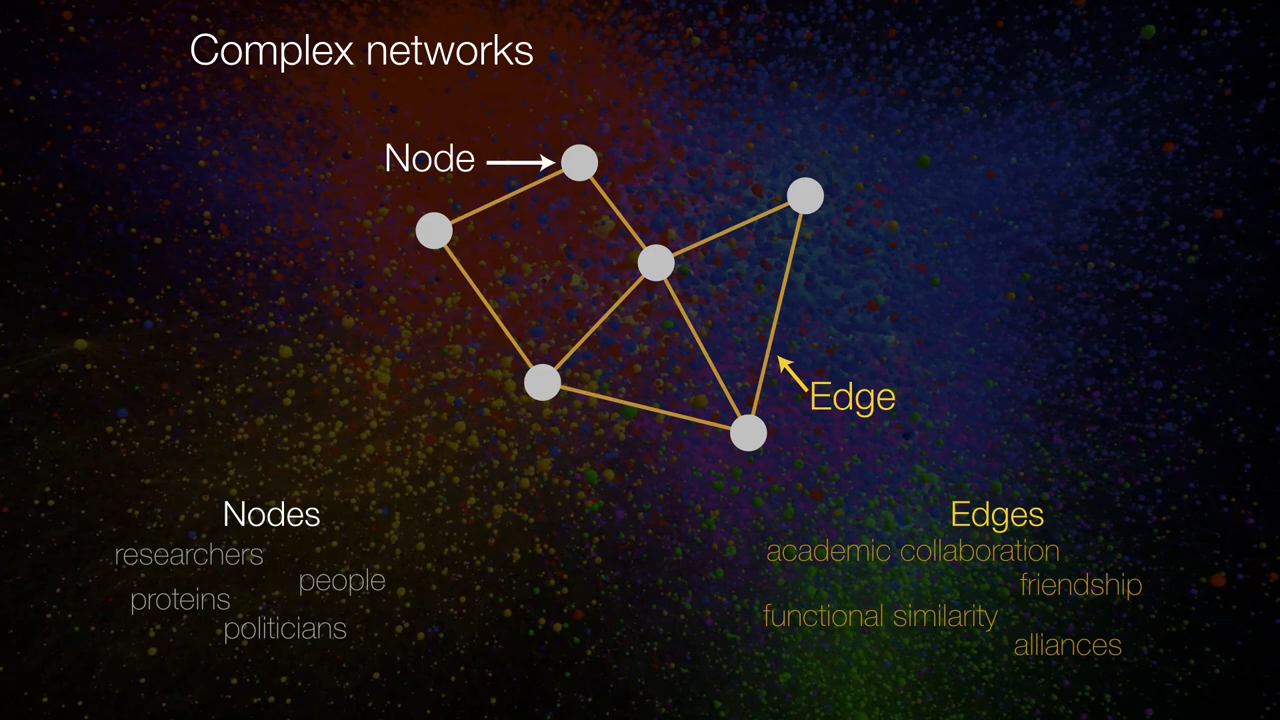 Complex networks
Node
Edge
Nodes
researchers
people
proteins
politicians
Edges
academic collaboration
friendship
functional similarity
alliances